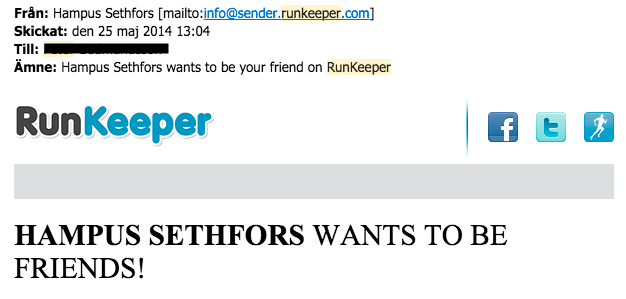 Från: Hampus Sethfors [mailto:info@sender.runkeeper.com]
Skickat: den 25 maj 2014 13:04
Till:
Ämne: Hampus Sethfors wants to be your friend on RunKeeper
RunKeeper
HAMPUS SETHFORS WANTS TO BE
FRIENDS!